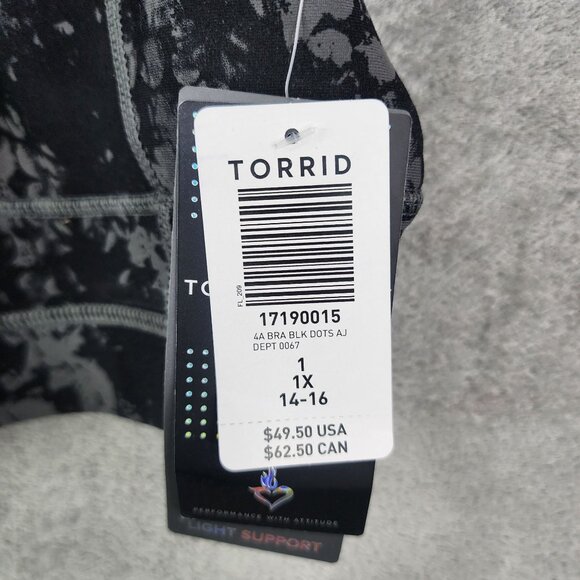 TORRID
FL_209
17190015
4A BRA BLK DOTS AJ
DEPT 0067
1
1X
14-16
$49.50 USA
$62.50 CAN
PERFORMANCE WITH ATTITUDE
LIGHT SUPPORT